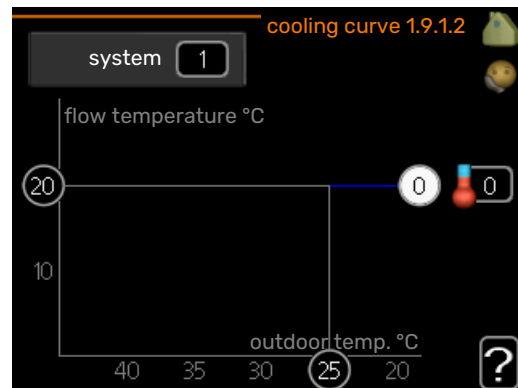 cooling curve 1.9.1.2
system 1
flow temperature °C
20 0 0
10
outdoor temp. °C
40 35 30 25 20
?